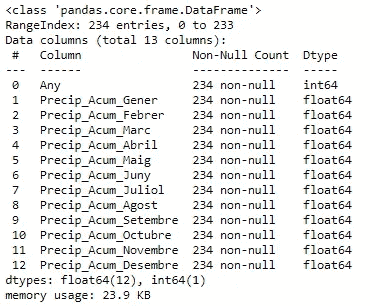 <class 'pandas.core.frame.DataFrame'>
RangeIndex: 234 entries, 0 to 233
Data columns (total 13 columns):
 #   Column                 Non-Null Count  Dtype
---  ------                 --------------  -----
 0   Any                    234 non-null    int64
 1   Precip_Acum_Gener      234 non-null    float64
 2   Precip_Acum_Febrer     234 non-null    float64
 3   Precip_Acum_Marc       234 non-null    float64
 4   Precip_Acum_Abril      234 non-null    float64
 5   Precip_Acum_Maig       234 non-null    float64
 6   Precip_Acum_Juny       234 non-null    float64
 7   Precip_Acum_Juliol     234 non-null    float64
 8   Precip_Acum_Agost      234 non-null    float64
 9   Precip_Acum_Setembre   234 non-null    float64
 10  Precip_Acum_Octubre    234 non-null    float64
 11  Precip_Acum_Novembre   234 non-null    float64
 12  Precip_Acum_Desembre   234 non-null    float64
dtypes: float64(12), int64(1)
memory usage: 23.9 KB